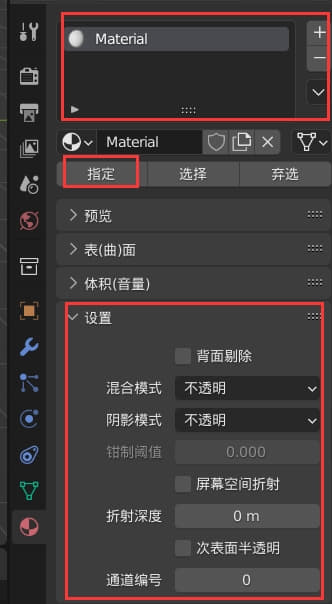 Material
Material
指定 选择 弃选
预览
表(曲)面
体积(音量)
设置
背面剔除
混合模式 不透明
阴影模式 不透明
钳制阈值 0.000
屏幕空间折射
折射深度 0 m
次表面半透明
通道编号 0